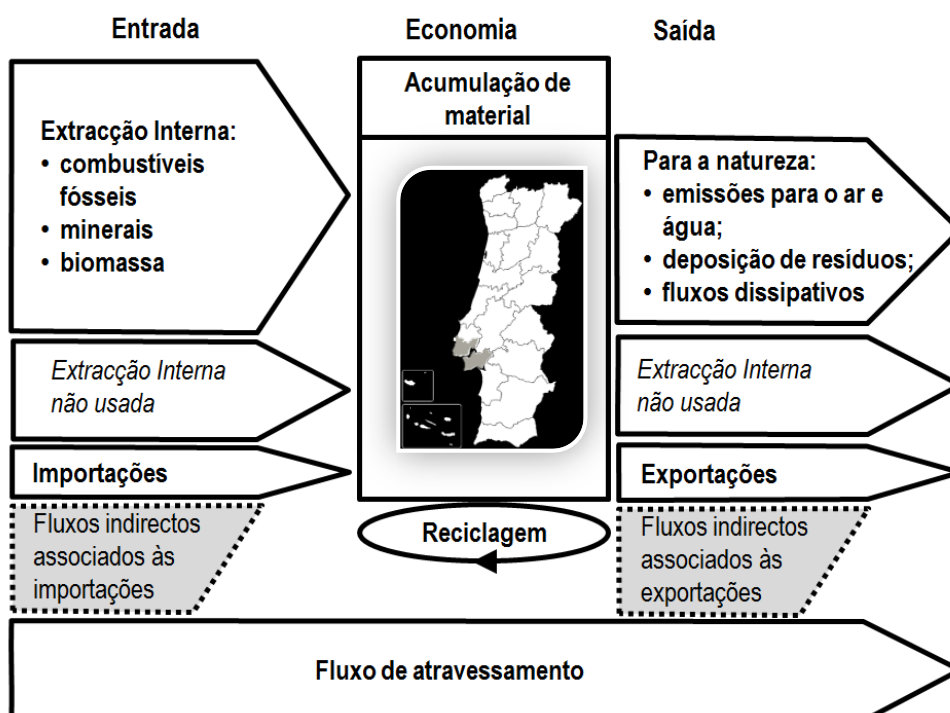 Entrada
Economia
Saída
Acumulação de
material
Extracção Interna:
• combustíveis
fósseis
• minerais
• biomassa
Para a natureza:
• emissões para o ar e
água;
• deposição de resíduos;
• fluxos dissipativos
Extracção Interna
não usada
Extracção Interna
não usada
Importações
Exportações
Fluxos indirectos
associados às
importações
Reciclagem
Fluxos indirectos
associados às
exportações
Fluxo de atravessamento